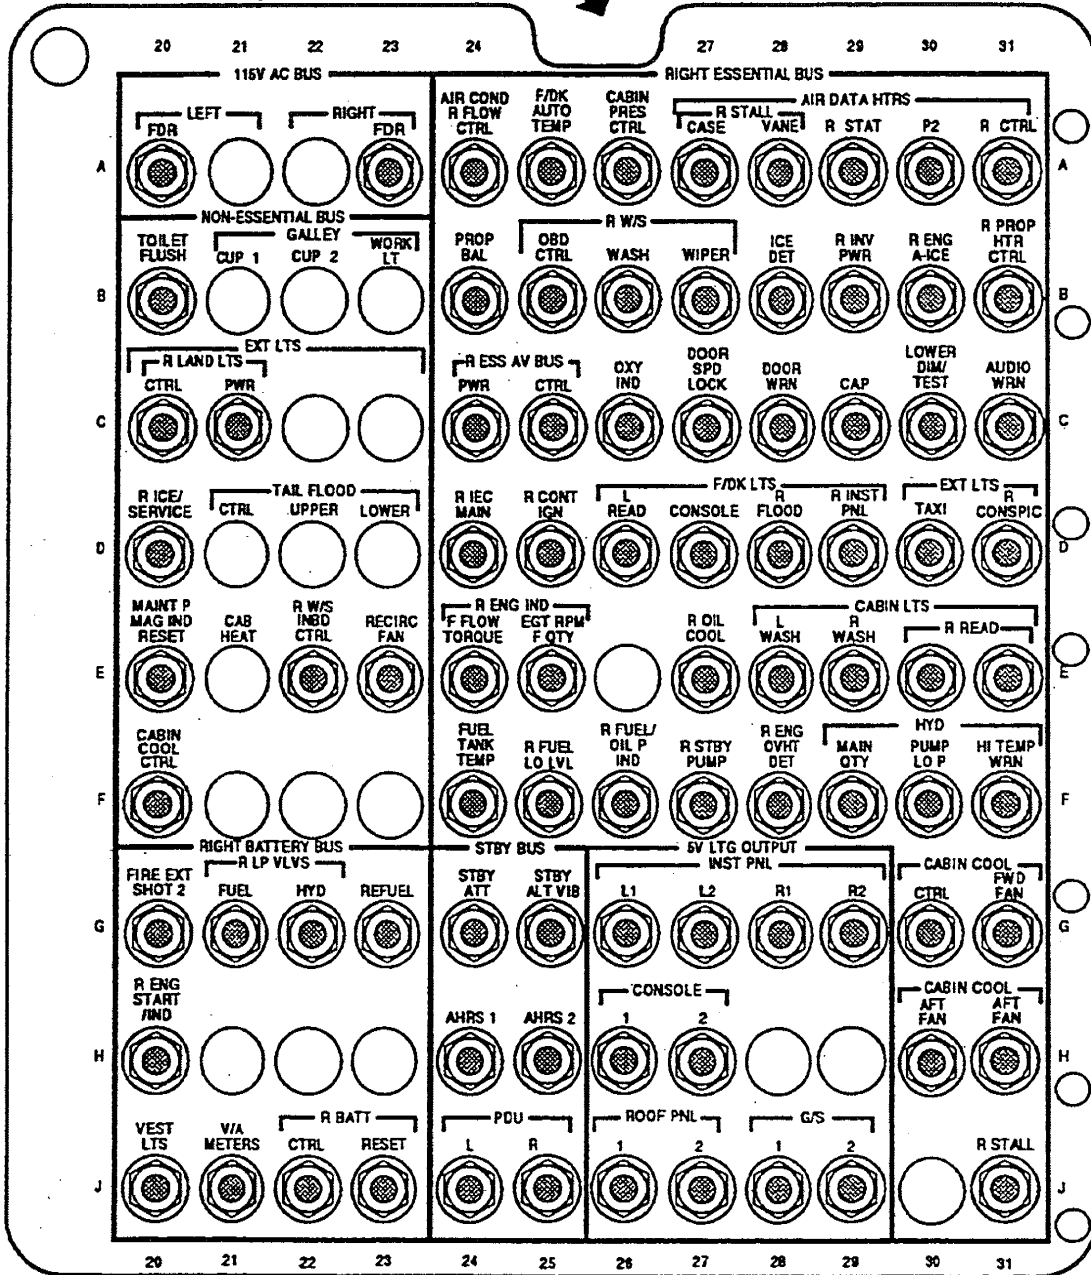 20 21 22 23 24 27 28 29 30 31
115V AC BUS RIGHT ESSENTIAL BUS
LEFT RIGHT
FDR FDR
AIR COND R FLOW CTRL
F/DK AUTO TEMP
CABIN PRES CTRL
AIR DATA HTRS
R STALL
CASE VANE R STAT P2 R CTRL
A A
NON-ESSENTIAL BUS
TOILET FLUSH
GALLEY
CUP 1 CUP 2 WORK LT
PROP BAL
R W/S
OBD CTRL WASH WIPER
ICE DET
R INV PWR
R ENG A-ICE
R PROP HTR CTRL
B B
EXT LTS
R LAND LTS
CTRL PWR
R ESS AV BUS
PWR CTRL
OXY IND
DOOR SPD LOCK
DOOR WRN
CAP
LOWER DIM/ TEST
AUDIO WRN
C C
R ICE/ SERVICE
TAIL FLOOD
CTRL UPPER LOWER
R IEC MAIN
R CONT IGN
F/DK LTS
L READ CONSOLE R FLOOD R INST PNL
EXT LTS
TAXI R CONSPIC
D D
MAINT P MAG IND RESET
CAB HEAT
R W/S INBD CTRL
RECIRC FAN
R ENG IND
F FLOW TORQUE EGT RPM F QTY
R OIL COOL
CABIN LTS
L WASH R WASH
R READ
E E
CABIN COOL CTRL
FUEL TANK TEMP
R FUEL LO LVL
R FUEL/ OIL P IND
R STBY PUMP
R ENG OVHT DET
HYD
MAIN QTY PUMP LO P HI TEMP WRN
F F
RIGHT BATTERY BUS STBY BUS 5V LTG OUTPUT
FIRE EXT SHOT 2
R LP VLVS
FUEL HYD REFUEL
STBY ATT
STBY ALT VIB
INST PNL
L1 L2 R1 R2
CABIN COOL
CTRL FWD FAN
G G
R ENG START /IND
AHRS 1 AHRS 2
CONSOLE
1 2
CABIN COOL
AFT FAN AFT FAN
H H
VEST LTS
V/A METERS
R BATT
CTRL RESET
PDU
L R
ROOF PNL
1 2
G/S
1 2
R STALL
J J
20 21 22 23 24 25 26 27 28 29 30 31